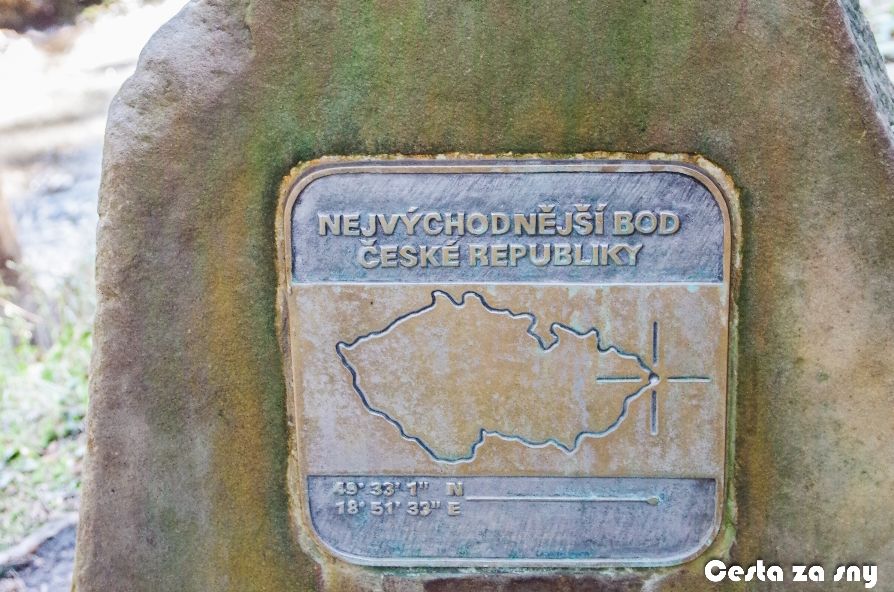 NEJVÝCHODNĚJŠÍ BOD
ČESKÉ REPUBLIKY
49° 33' 1" N
18° 51' 33" E
Cesta za sny